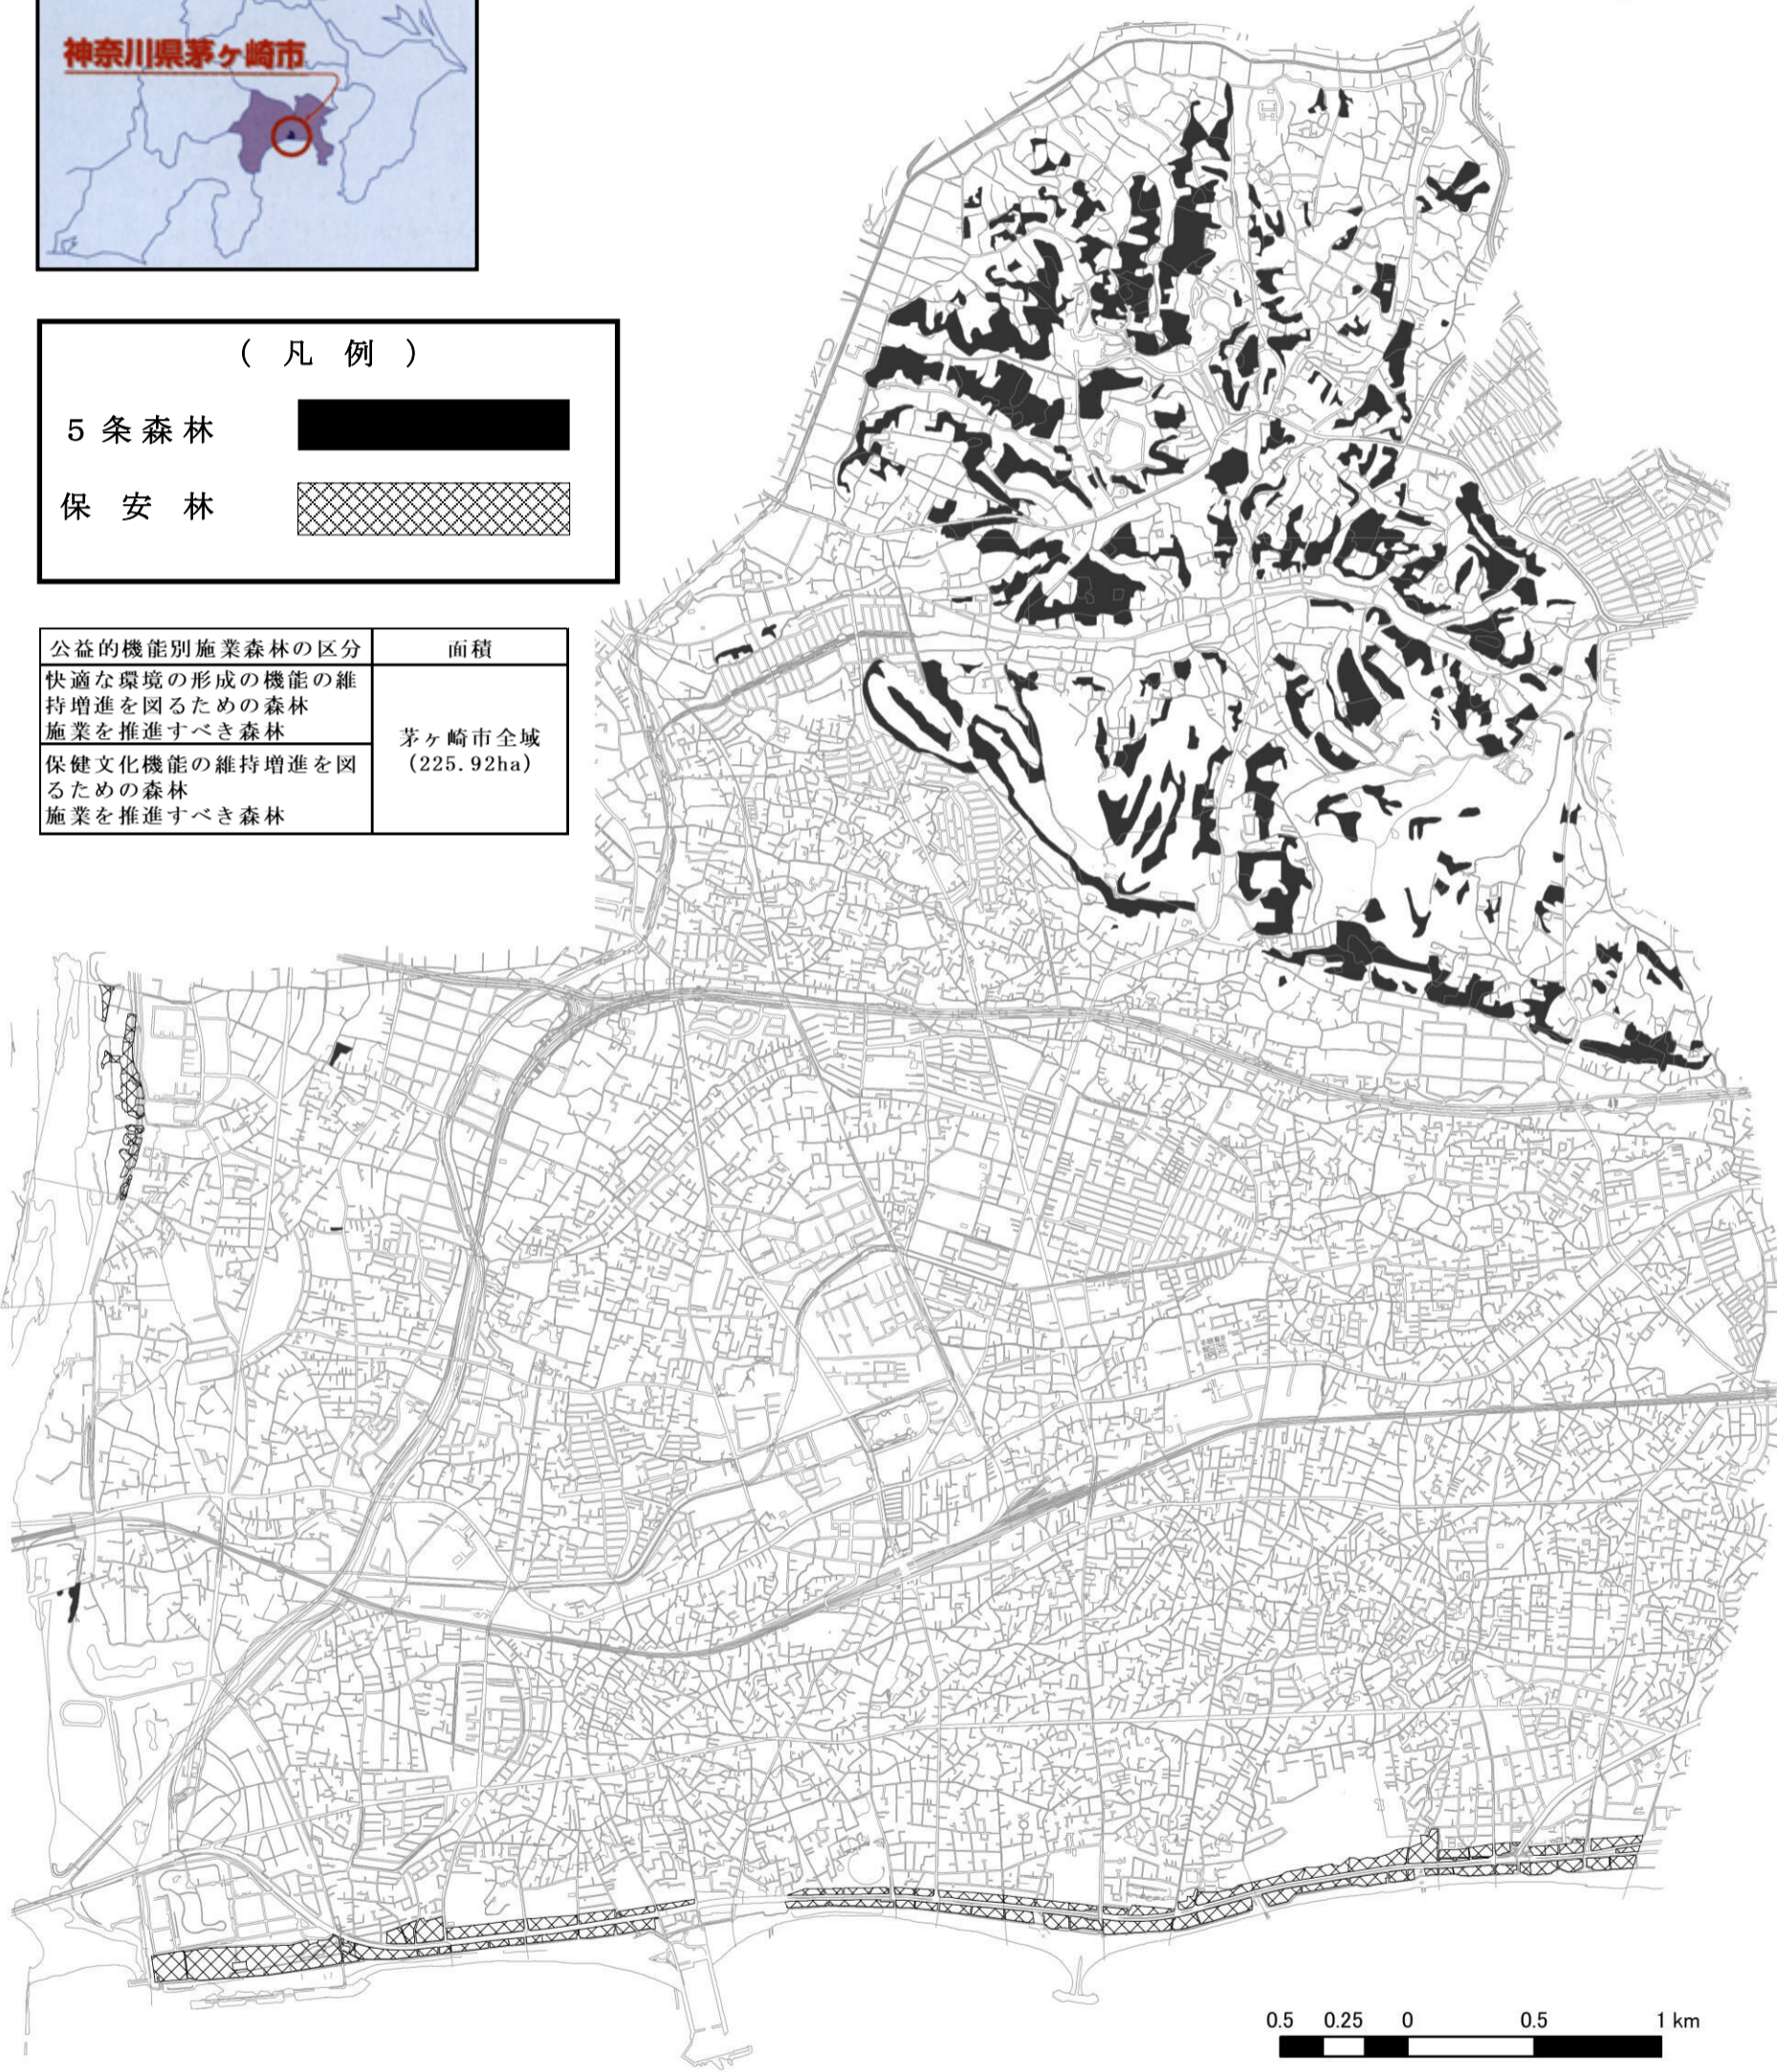 神奈川県茅ヶ崎市
（ 凡 例 ）
5 条森林
保 安 林
公益的機能別施業森林の区分 面積
快適な環境の形成の機能の維
持増進を図るための森林
施業を推進すべき森林
茅ヶ崎市全域
(225.92ha)
保健文化機能の維持増進を図
るための森林
施業を推進すべき森林
0.5 0.25 0 0.5 1 km